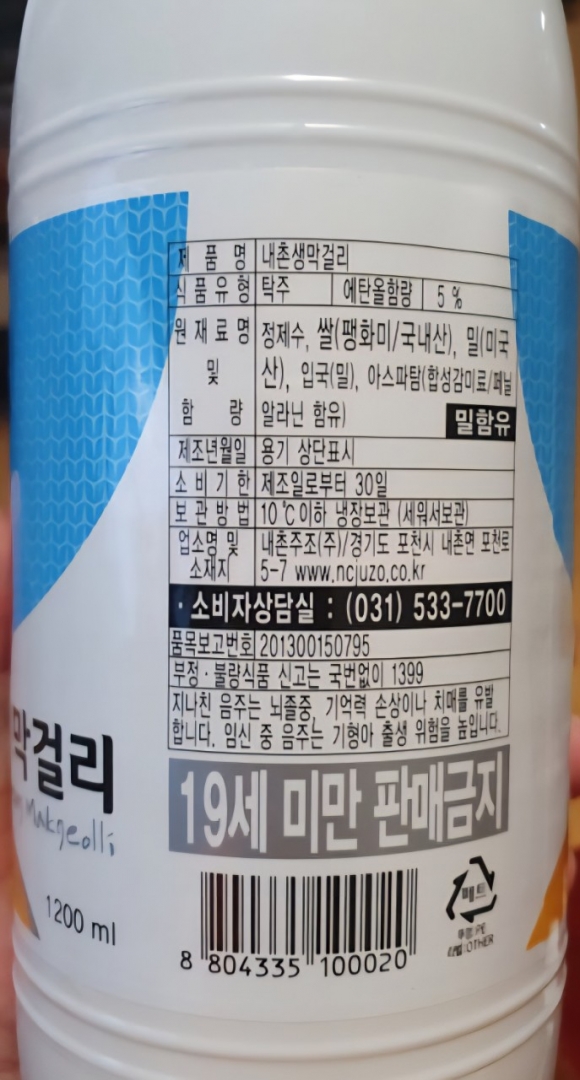 제 품 명 내촌생막걸리
식 품 유 형 탁주 에탄올함량 5 %
원 재 료 명 및 함 량
정제수, 쌀(팽화미/국내산), 밀(미국
산), 입국(밀), 아스파탐(합성감미료/페닐
알라닌 함유) 밀함유
제조년월일 용기 상단표시
소 비 기 한 제조일로부터 30일
보 관 방 법 10℃이하 냉장보관 (세워서보관)
업소명 및 내촌주조(주)/경기도 포천시 내촌면 포천로
소재지 5-7 www.ncjuzo.co.kr
· 소비자상담실 : (031) 533-7700
품목보고번호 201300150795
부정·불량식품 신고는 국번없이 1399
지나친 음주는 뇌졸중, 기억력 손상이나 치매를 유발
합니다. 임신 중 음주는 기형아 출생 위험을 높입니다.
19세 미만 판매금지
막걸리
Makgeolli
1200 ml
8 804335 100020
뚜껑:PE
:OTHER